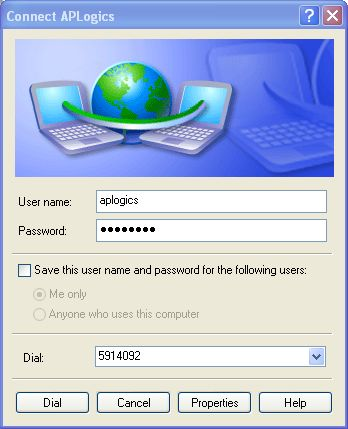 Connect APLogics
User name: aplogics
Password: ●●●●●●●●
Save this user name and password for the following users:
Me only
Anyone who uses this computer
Dial: 5914092
Dial Cancel Properties Help